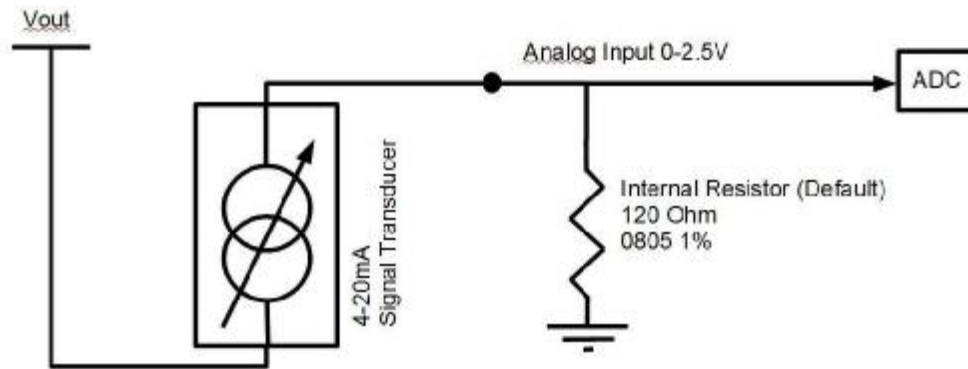 Vout
Analog Input 0-2.5V
ADC
4-20mA
Signal Transducer
Internal Resistor (Default)
120 Ohm
0805 1%